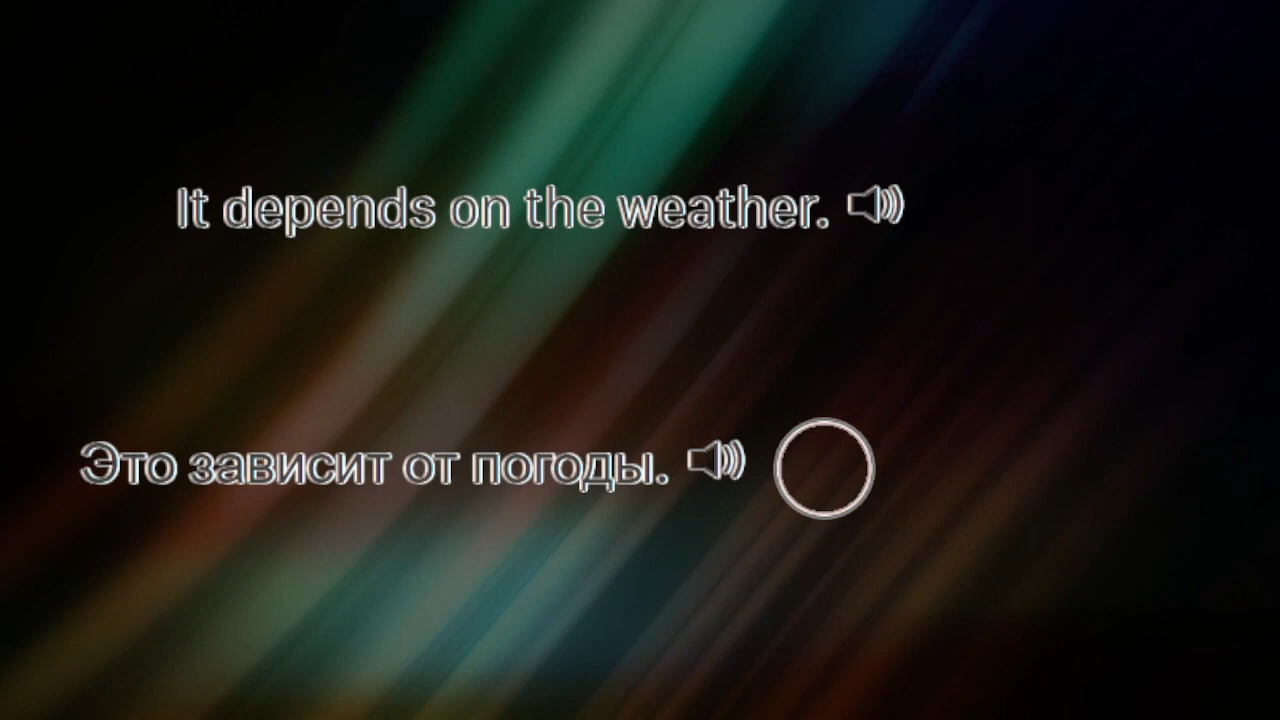 It depends on the weather.
Это зависит от погоды.